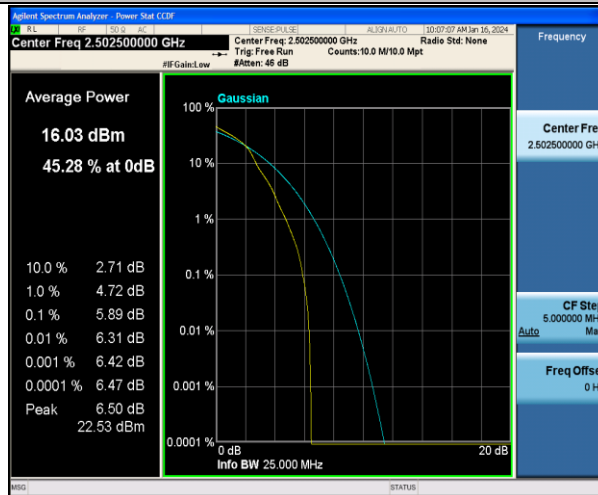 Agilent Spectrum Analyzer - Power Stat CCDF
RL RF 50 Ω AC SENSE:PULSE ALIGNAUTO 10:07:07 AM Jan 16, 2024
Center Freq 2.502500000 GHz
Center Freq: 2.502500000 GHz Radio Std: None
Trig: Free Run Counts:10.0 M/10.0 Mpt
#IFGain:Low #Atten: 46 dB
Frequency
Average Power
16.03 dBm
45.28 % at 0dB
10.0 % 2.71 dB
1.0 % 4.72 dB
0.1 % 5.89 dB
0.01 % 6.31 dB
0.001 % 6.42 dB
0.0001 % 6.47 dB
Peak 6.50 dB
22.53 dBm
Gaussian
100 %
10 %
1 %
0.1 %
0.01 %
0.001 %
0.0001 %
0 dB 20 dB
Info BW 25.000 MHz
Center Fre
2.502500000 GH
CF Ste
5.000000 MH
Auto Ma
Freq Offse
0 H
MSG STATUS